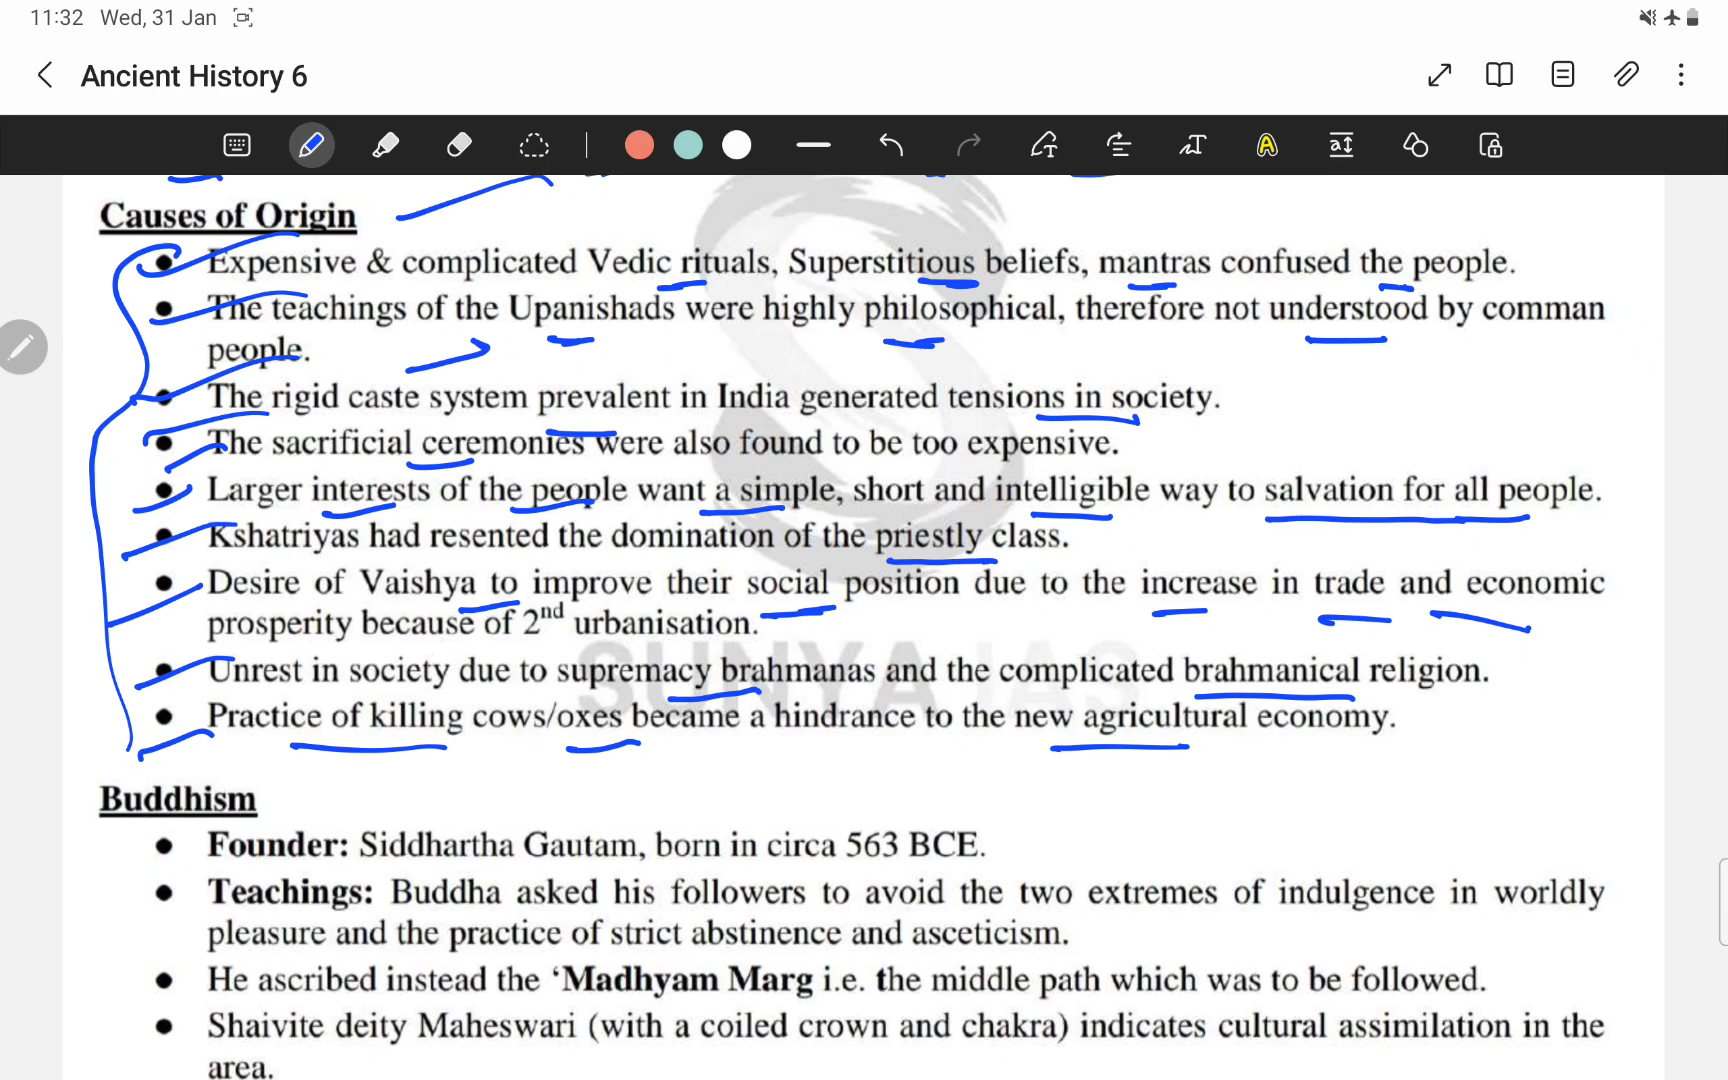 11:32 Wed, 31 Jan
Ancient History 6
Causes of Origin
● Expensive & complicated Vedic rituals, Superstitious beliefs, mantras confused the people.
● The teachings of the Upanishads were highly philosophical, therefore not understood by comman
people.
● The rigid caste system prevalent in India generated tensions in society.
● The sacrificial ceremonies were also found to be too expensive.
● Larger interests of the people want a simple, short and intelligible way to salvation for all people.
● Kshatriyas had resented the domination of the priestly class.
● Desire of Vaishya to improve their social position due to the increase in trade and economic
prosperity because of 2nd urbanisation.
● Unrest in society due to supremacy brahmanas and the complicated brahmanical religion.
● Practice of killing cows/oxes became a hindrance to the new agricultural economy.
SUNYA IAS
Buddhism
● Founder: Siddhartha Gautam, born in circa 563 BCE.
● Teachings: Buddha asked his followers to avoid the two extremes of indulgence in worldly
pleasure and the practice of strict abstinence and asceticism.
● He ascribed instead the ‘Madhyam Marg i.e. the middle path which was to be followed.
● Shaivite deity Maheswari (with a coiled crown and chakra) indicates cultural assimilation in the
area.